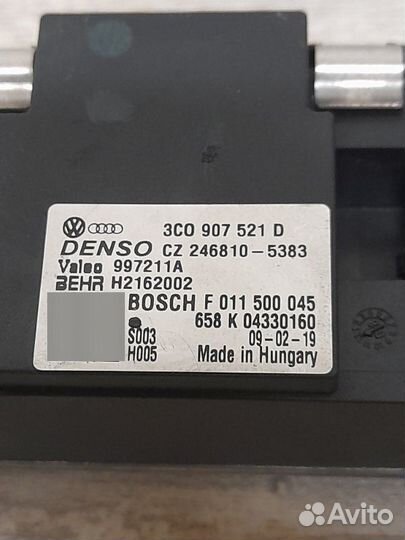 3C0 907 521 D
DENSO CZ 246810-5383
Valeo 997211A
BEHR H2162002
BOSCH F 011 500 045
658 K 04330160
S003 09-02-19
H005 Made in Hungary
Avito